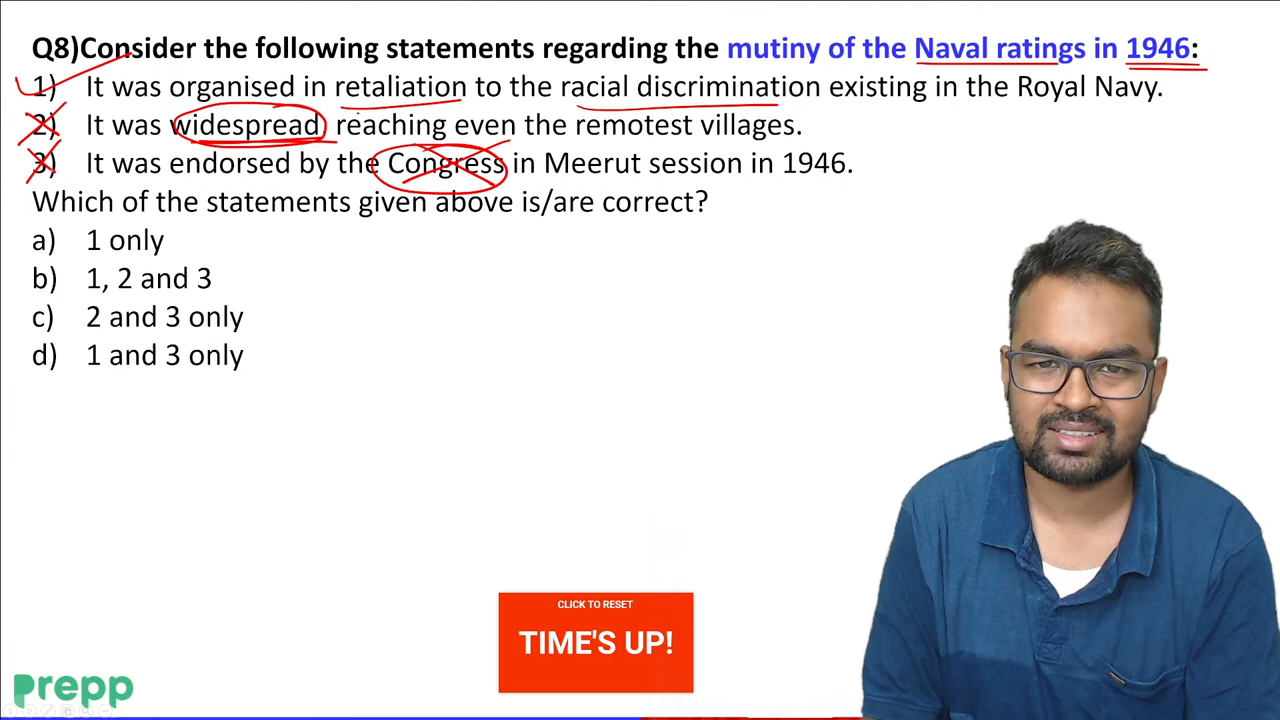 Q8)Consider the following statements regarding the mutiny of the Naval ratings in 1946:
1) It was organised in retaliation to the racial discrimination existing in the Royal Navy.
2) It was widespread reaching even the remotest villages.
3) It was endorsed by the Congress in Meerut session in 1946.
Which of the statements given above is/are correct?
a) 1 only
b) 1, 2 and 3
c) 2 and 3 only
d) 1 and 3 only
CLICK TO RESET
TIME'S UP!
prepp